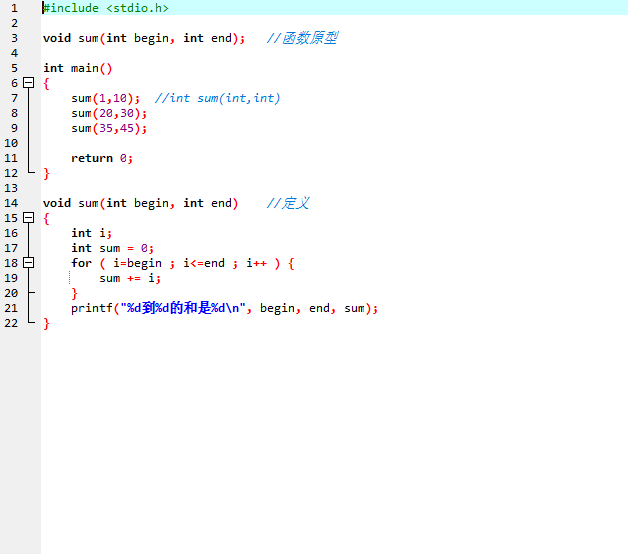 1 #include <stdio.h>
2
3 void sum(int begin, int end);   //函数原型
4
5 int main()
6 {
7     sum(1,10);  //int sum(int,int)
8     sum(20,30);
9     sum(35,45);
10
11     return 0;
12 }
13
14 void sum(int begin, int end)    //定义
15 {
16     int i;
17     int sum = 0;
18     for ( i=begin ; i<=end ; i++ ) {
19         sum += i;
20     }
21     printf("%d到%d的和是%d\n", begin, end, sum);
22 }